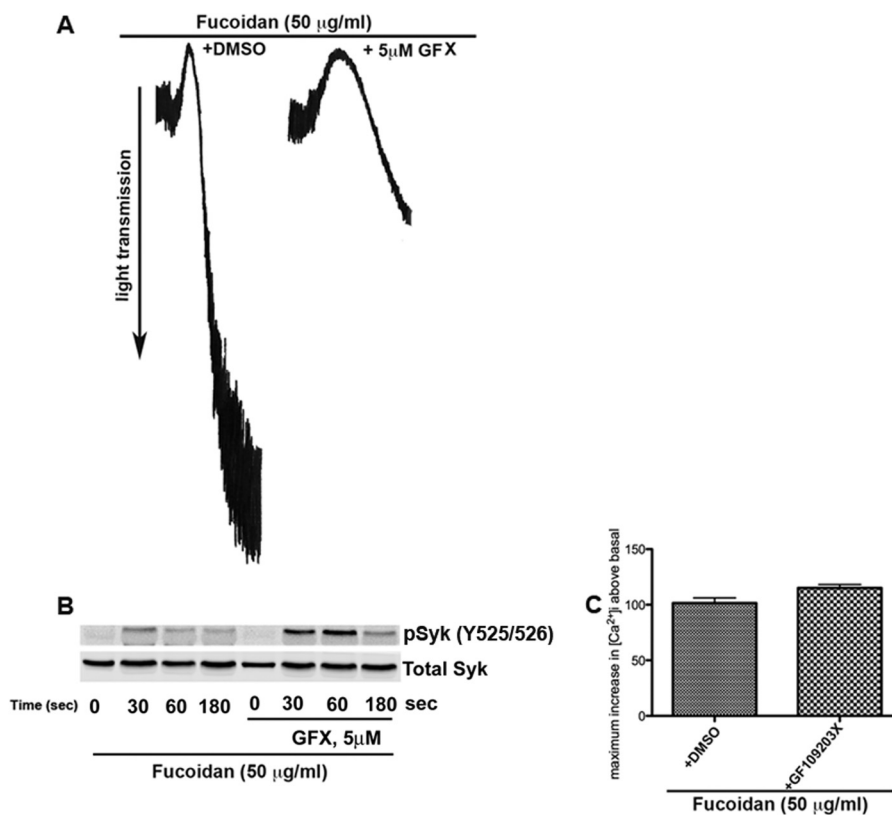 A
Fucoidan (50 µg/ml)
+DMSO
+ 5µM GFX
light transmission
B
pSyk (Y525/526)
Total Syk
Time (sec) 0 30 60 180 0 30 60 180 sec
GFX, 5µM
Fucoidan (50 µg/ml)
C
maximum increase in [Ca²⁺]i above basal
150
100
50
0
+DMSO
+GF109203X
Fucoidan (50 µg/ml)